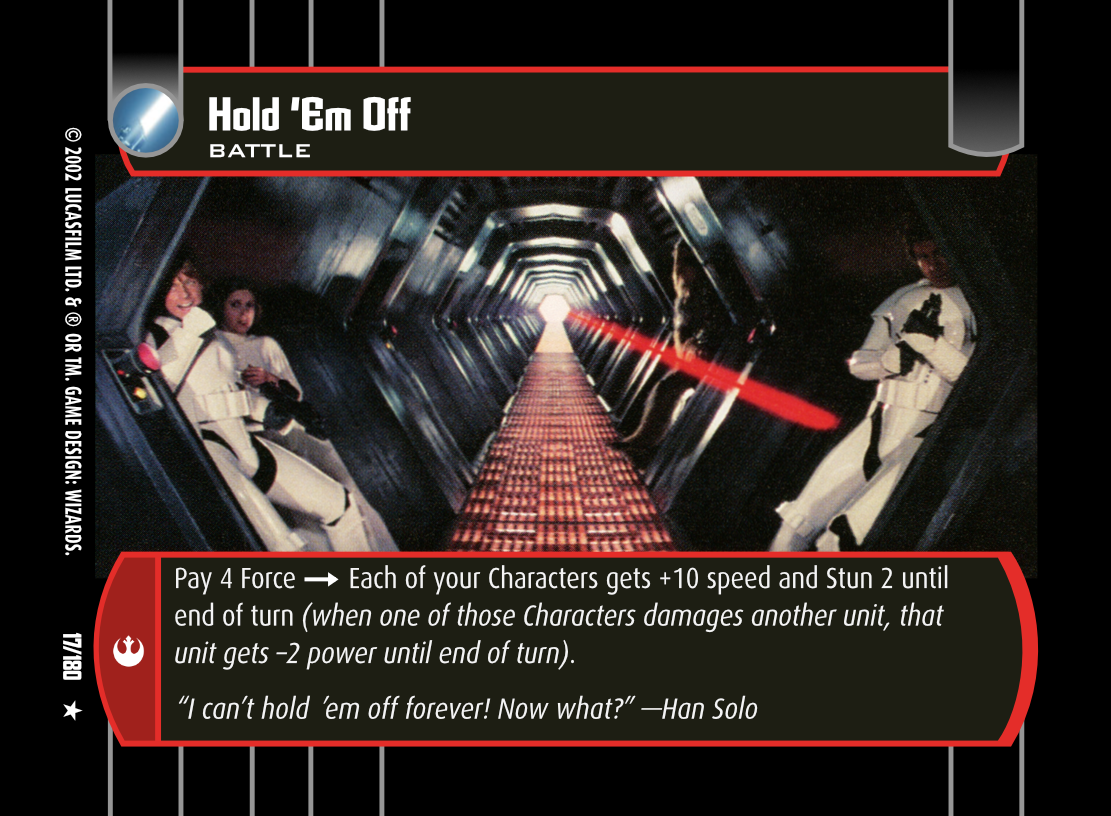 Hold 'Em Off
BATTLE
Pay 4 Force → Each of your Characters gets +10 speed and Stun 2 until
end of turn (when one of those Characters damages another unit, that
unit gets –2 power until end of turn).
“I can’t hold ’em off forever! Now what?” —Han Solo
© 2002 LUCASFILM LTD. & ® OR TM. GAME DESIGN: WIZARDS.
17/180 ★